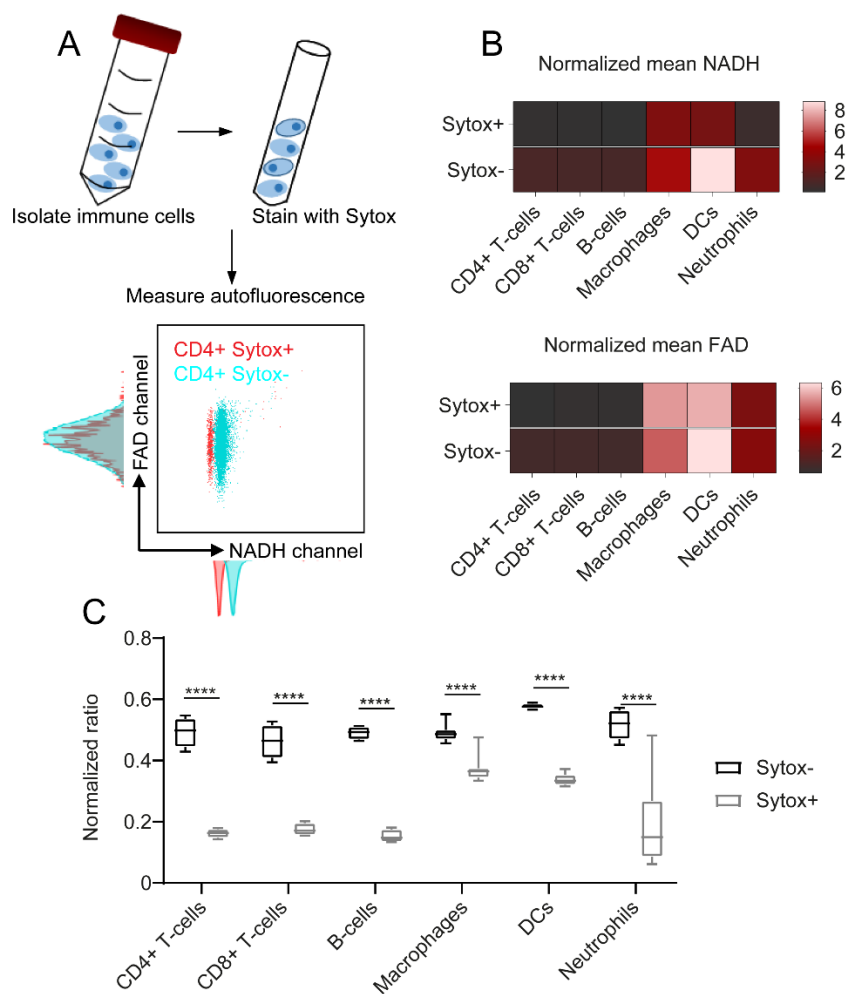 A
Isolate immune cells
Stain with Sytox
Measure autofluorescence
CD4+ Sytox+
CD4+ Sytox-
FAD channel
NADH channel
B
Normalized mean NADH
Sytox+
Sytox-
8
6
4
2
CD4+ T-cells
CD8+ T-cells
B-cells
Macrophages
DCs
Neutrophils
Normalized mean FAD
Sytox+
Sytox-
6
4
2
CD4+ T-cells
CD8+ T-cells
B-cells
Macrophages
DCs
Neutrophils
C
Normalized ratio
0.8
0.6
0.4
0.2
0
****
****
****
****
****
****
CD4+ T-cells
CD8+ T-cells
B-cells
Macrophages
DCs
Neutrophils
Sytox-
Sytox+